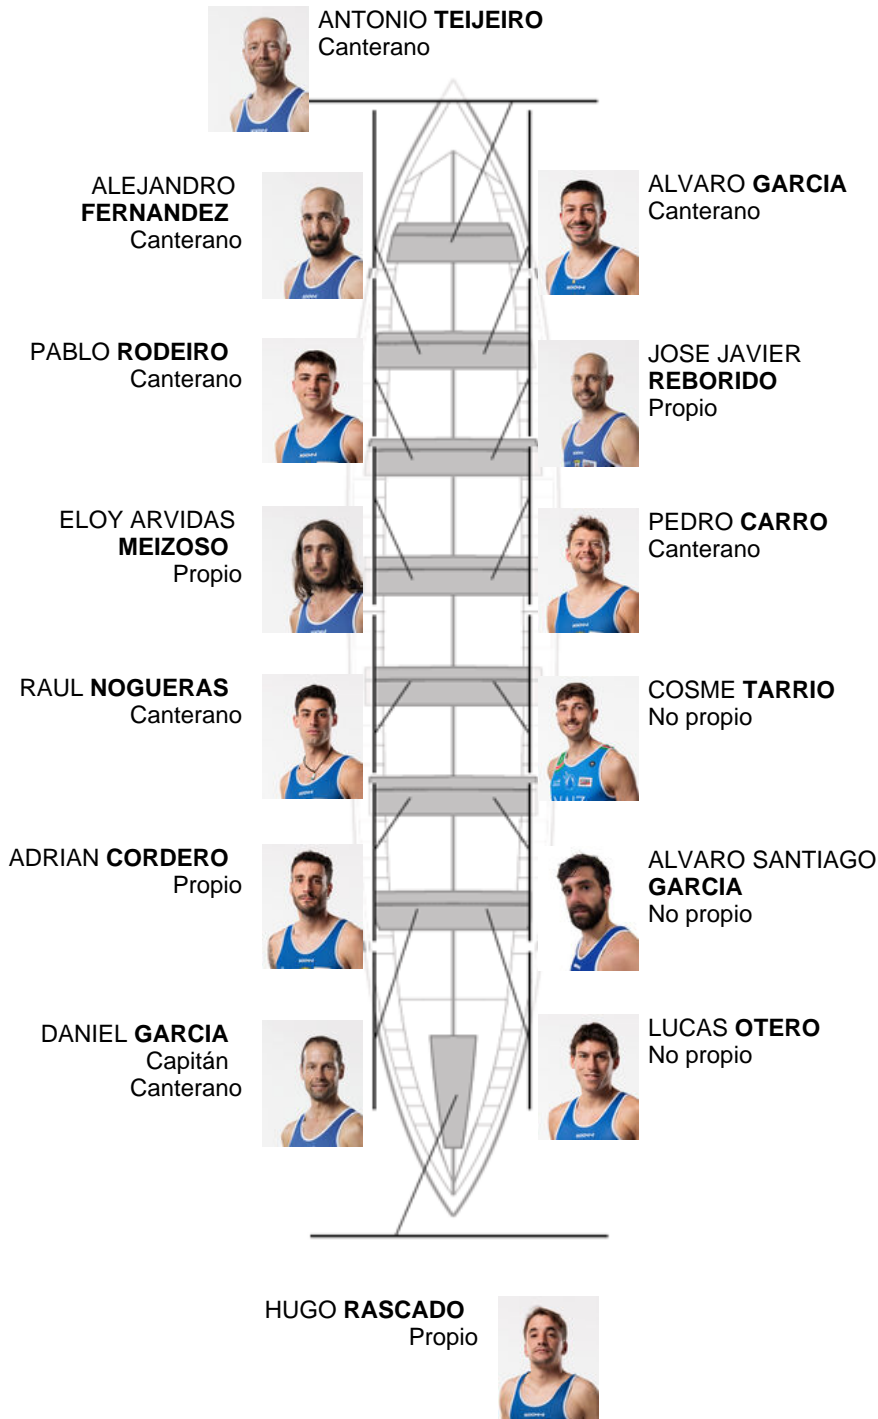 ANTONIO TEIJEIRO
Canterano
ALEJANDRO
FERNANDEZ
Canterano
ALVARO GARCIA
Canterano
PABLO RODEIRO
Canterano
JOSE JAVIER
REBORIDO
Propio
ELOY ARVIDAS
MEIZOSO
Propio
PEDRO CARRO
Canterano
RAUL NOGUERAS
Canterano
COSME TARRIO
No propio
ADRIAN CORDERO
Propio
ALVARO SANTIAGO
GARCIA
No propio
DANIEL GARCIA
Capitán
Canterano
LUCAS OTERO
No propio
HUGO RASCADO
Propio